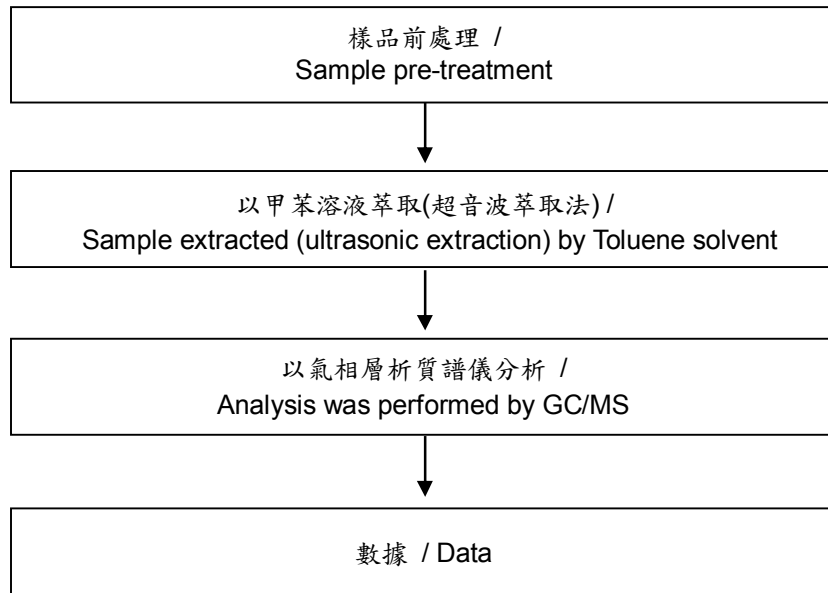 樣品前處理 /
Sample pre-treatment
以甲苯溶液萃取(超音波萃取法) /
Sample extracted (ultrasonic extraction) by Toluene solvent
以氣相層析質譜儀分析 /
Analysis was performed by GC/MS
數據 / Data